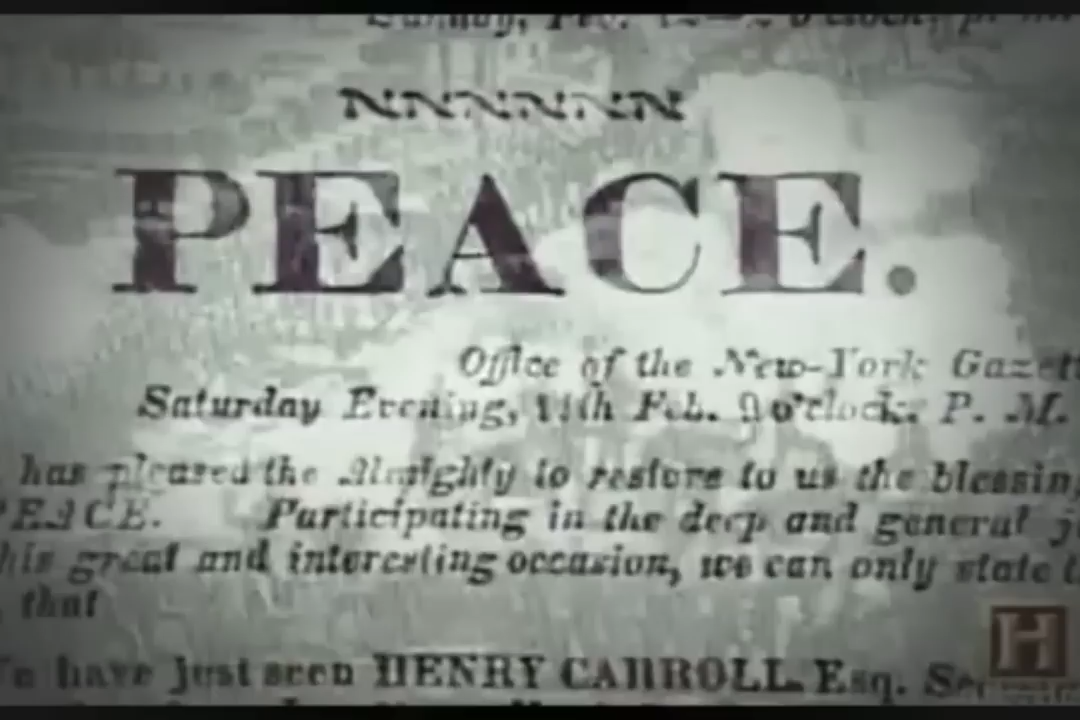 PEACE.
Office of the New-York Gazett
Saturday Evening, 11th Feb. 9 o'clock. P. M.
has pleased the Almighty to restore to us the blessin
PEACE. Participating in the deep and general j
his great and interesting occasion, we can only state t
that
have just seen HENRY CARROLL, Esq. Se
H